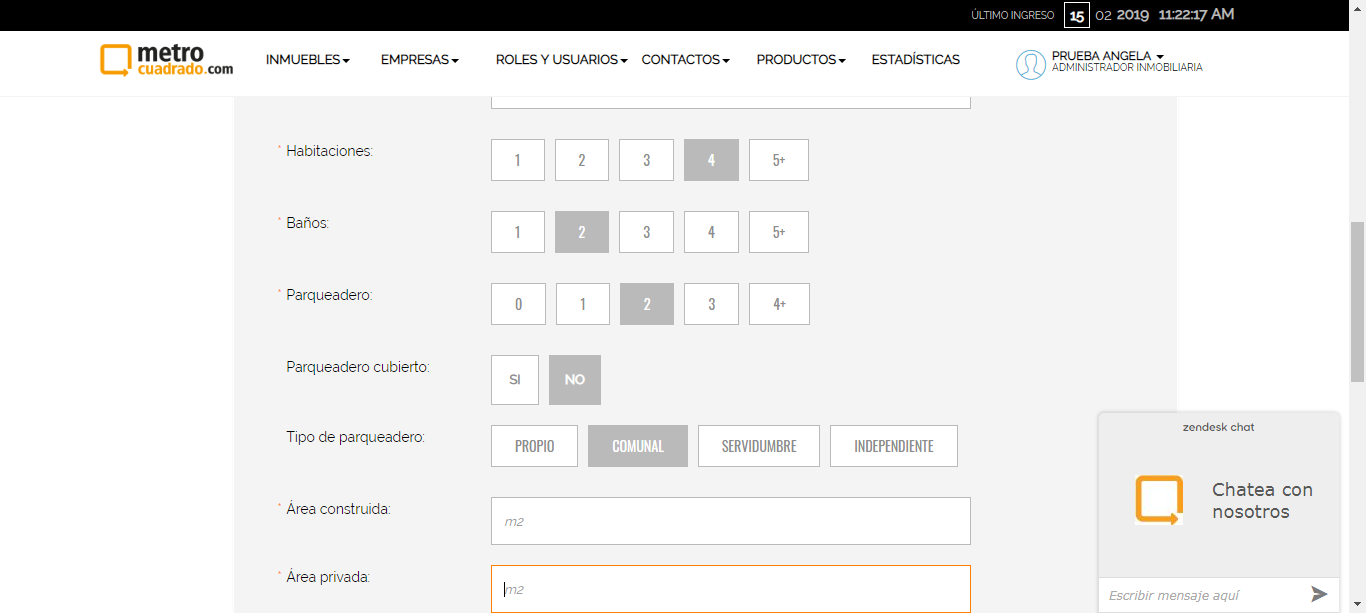 ÚLTIMO INGRESO 15 02 2019 11:22:17 AM
metro
cuadrado.com
INMUEBLES EMPRESAS ROLES Y USUARIOS CONTACTOS PRODUCTOS ESTADÍSTICAS
PRUEBA ANGELA
ADMINISTRADOR INMOBILIARIA
* Habitaciones: 1 2 3 4 5+
* Baños: 1 2 3 4 5+
* Parqueadero: 0 1 2 3 4+
Parqueadero cubierto: SI NO
Tipo de parqueadero: PROPIO COMUNAL SERVIDUMBRE INDEPENDIENTE
* Área construida: m2
* Área privada: m2
zendesk chat
Chatea con
nosotros
Escribir mensaje aquí